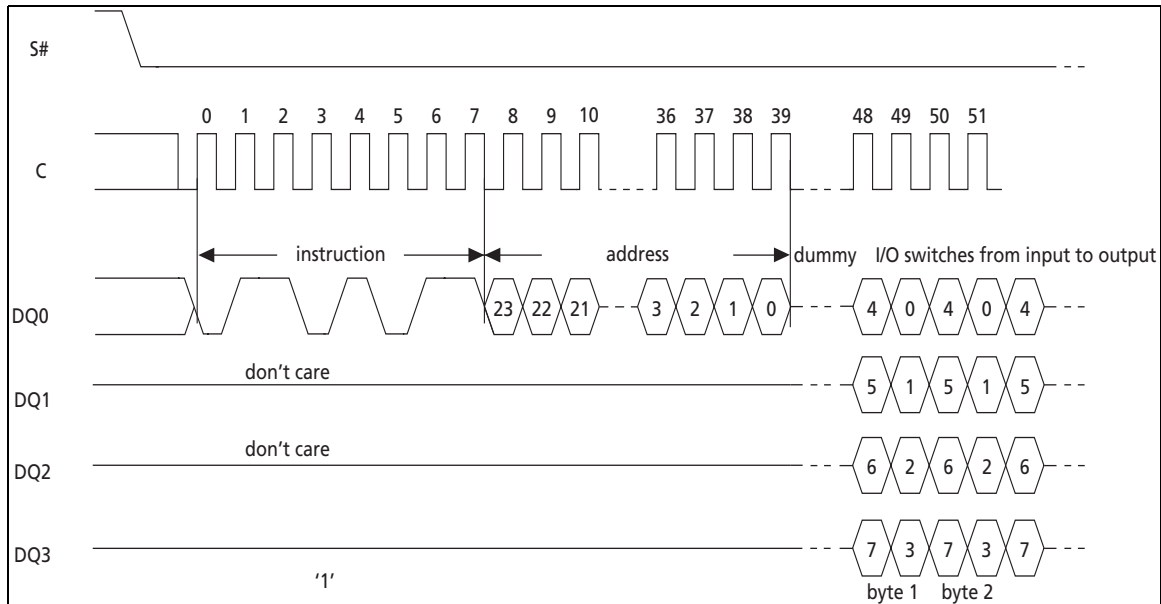 S#
0 1 2 3 4 5 6 7 8 9 10 36 37 38 39 48 49 50 51
C
instruction address dummy I/O switches from input to output
DQ0 23 22 21 3 2 1 0 4 0 4 0 4
don't care
DQ1 5 1 5 1 5
don't care
DQ2 6 2 6 2 6
DQ3 7 3 7 3 7
'1' byte 1 byte 2